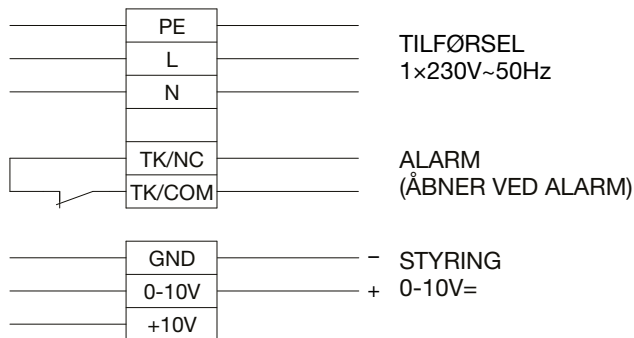 PE
L
N
TILFØRSEL
1×230V~50Hz
TK/NC
TK/COM
ALARM
(ÅBNER VED ALARM)
GND
0-10V
+10V
–
+
STYRING
0-10V=